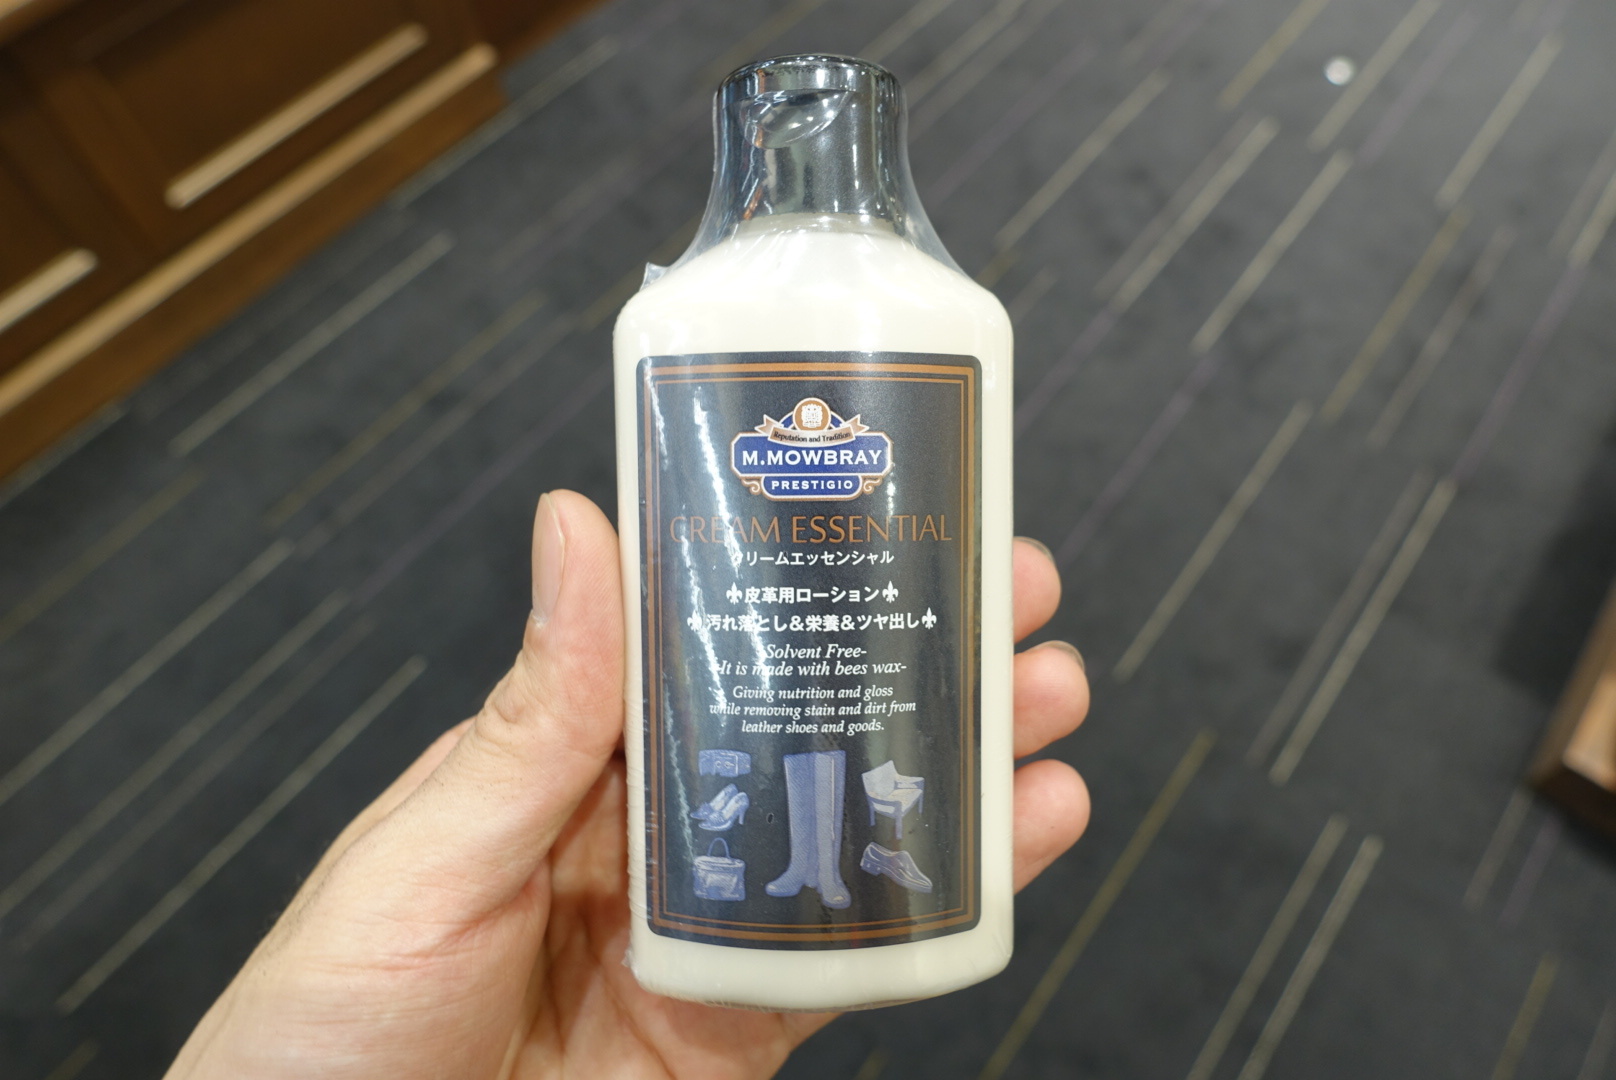 Reputation and Tradition
M.MOWBRAY
PRESTIGIO
CREAM ESSENTIAL
クリームエッセンシャル
皮革用ローション
汚れ落とし&栄養&ツヤ出し
-Solvent Free-
-It is made with bees wax-
Giving nutrition and gloss
while removing stain and dirt from
leather shoes and goods.